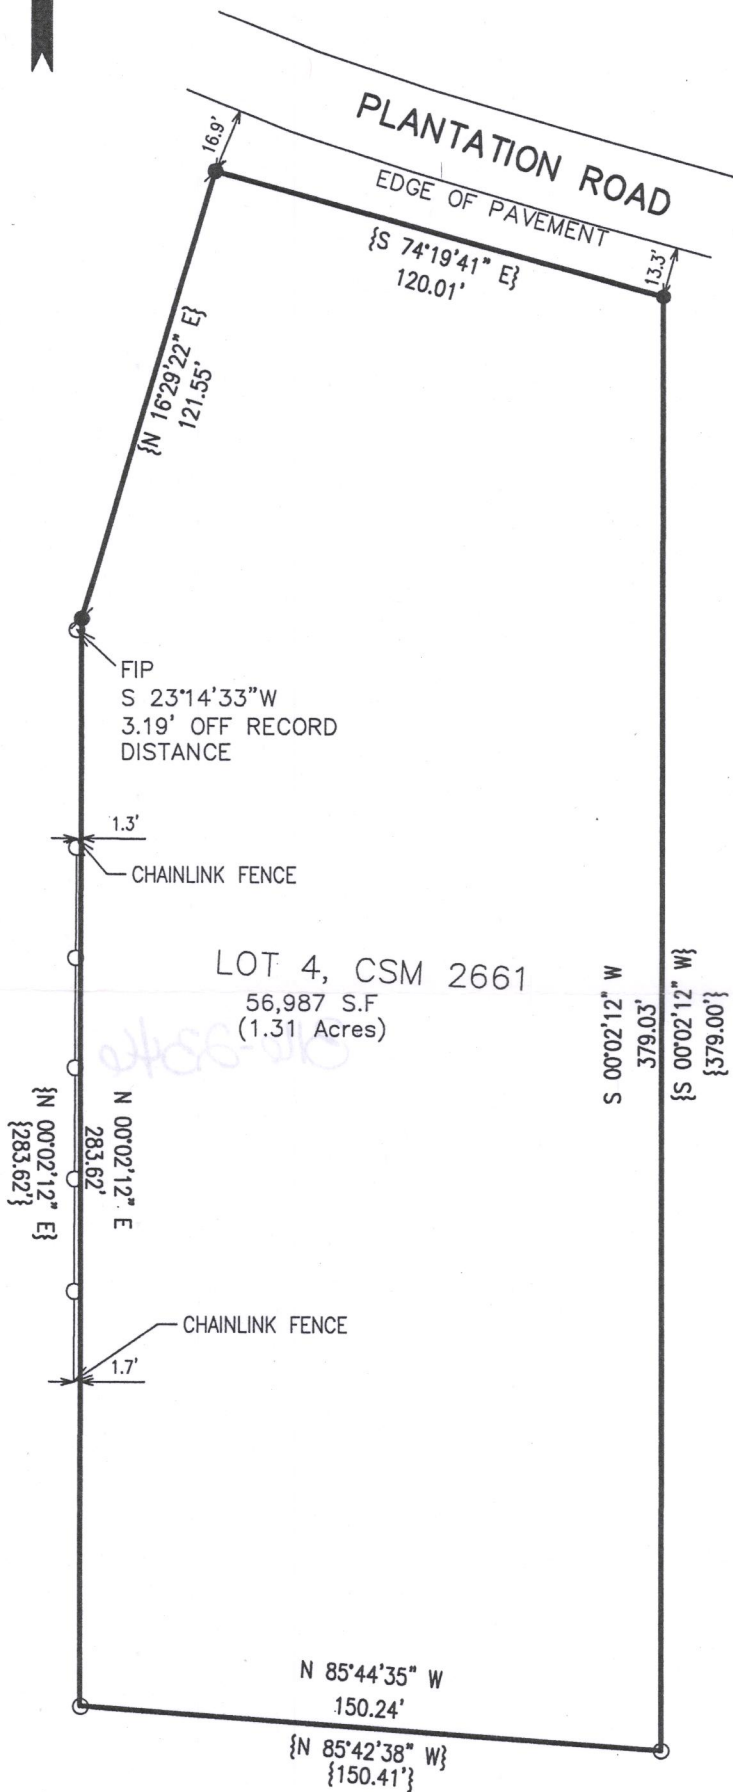 PLANTATION ROAD
EDGE OF PAVEMENT
16.9'
13.3'
{S 74°19'41" E}
120.01'
{N 16°29'22" E}
121.55'
FIP
S 23°14'33"W
3.19' OFF RECORD
DISTANCE
1.3'
CHAINLINK FENCE
LOT 4, CSM 2661
56,987 S.F
(1.31 Acres)
S 00°02'12" W
379.03'
{S 00°02'12" W}
{379.00'}
N 00°02'12" E
283.62'
{N 00°02'12" E}
{283.62'}
CHAINLINK FENCE
1.7'
N 85°44'35" W
150.24'
{N 85°42'38" W}
{150.41'}